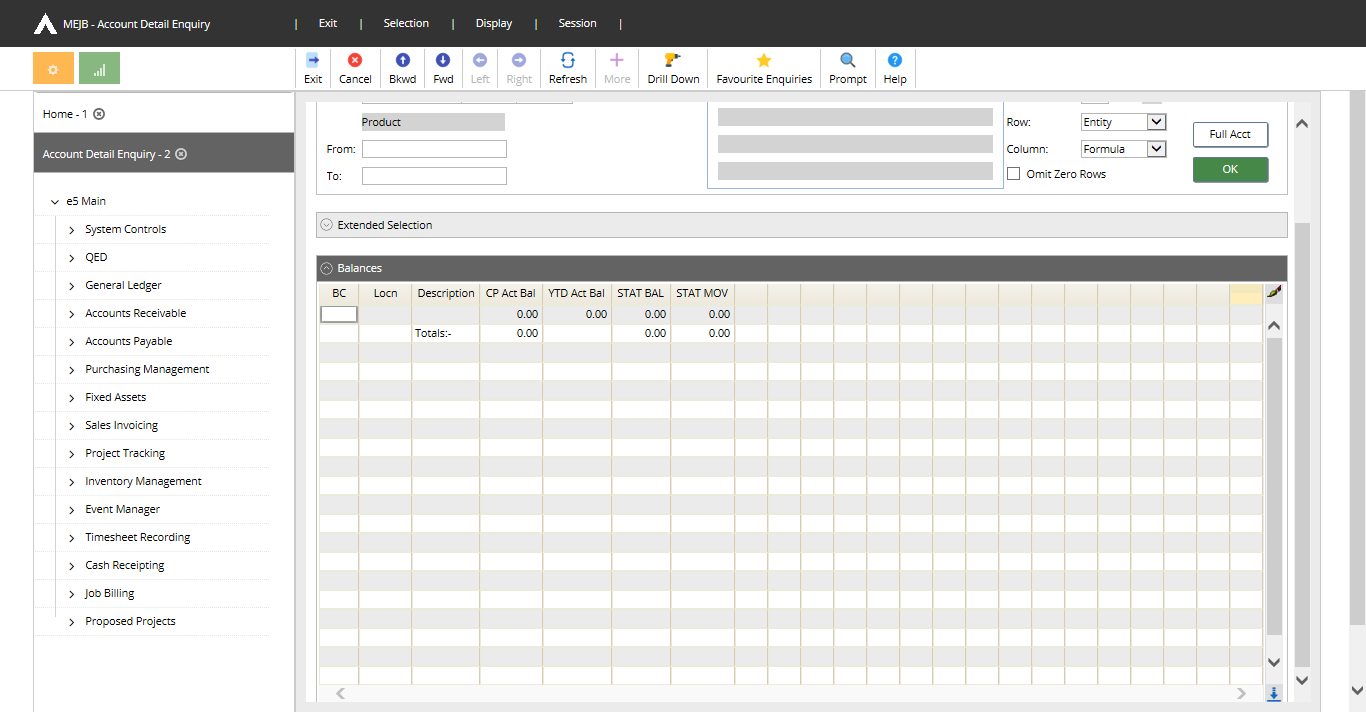 MEJB - Account Detail Enquiry | Exit | Selection | Display | Session |
Exit Cancel Bkwd Fwd Left Right Refresh More Drill Down Favourite Enquiries Prompt Help
Home - 1
Account Detail Enquiry - 2
e5 Main
System Controls
QED
General Ledger
Accounts Receivable
Accounts Payable
Purchasing Management
Fixed Assets
Sales Invoicing
Project Tracking
Inventory Management
Event Manager
Timesheet Recording
Cash Receipting
Job Billing
Proposed Projects
Product
From:
To:
Row: Entity
Column: Formula
Omit Zero Rows
Full Acct
OK
Extended Selection
Balances
BC Locn Description CP Act Bal YTD Act Bal STAT BAL STAT MOV
0.00 0.00 0.00 0.00
Totals:- 0.00 0.00 0.00